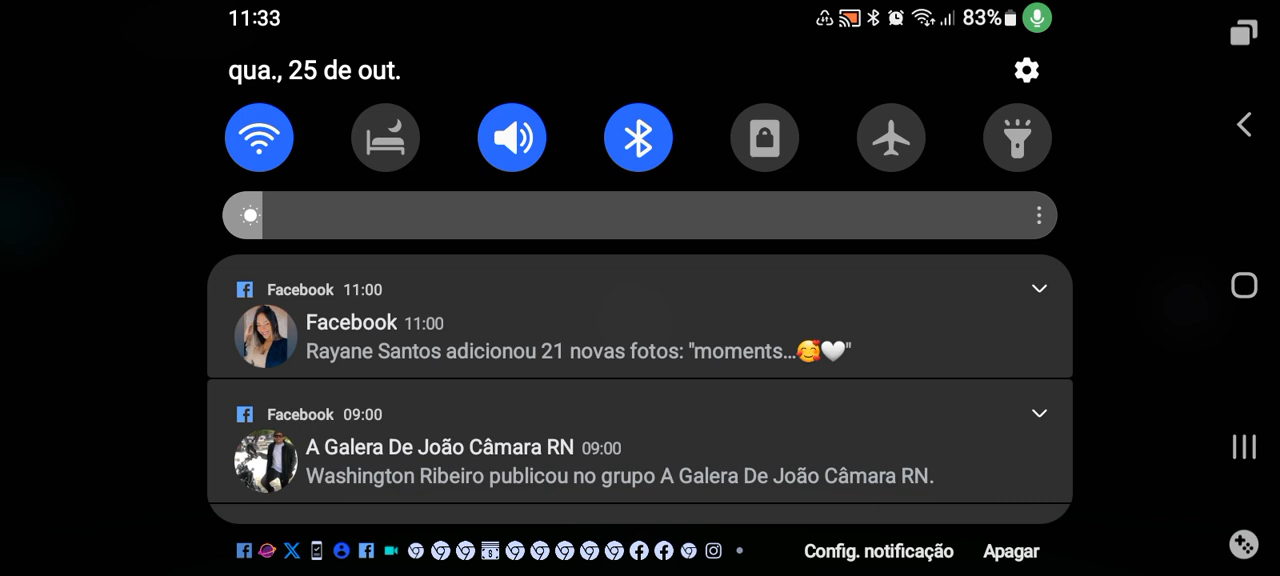 11:33
83%
qua., 25 de out.
Facebook 11:00
Facebook 11:00
Rayane Santos adicionou 21 novas fotos: "moments...🥰🤍"
Facebook 09:00
A Galera De João Câmara RN 09:00
Washington Ribeiro publicou no grupo A Galera De João Câmara RN.
Config. notificação Apagar